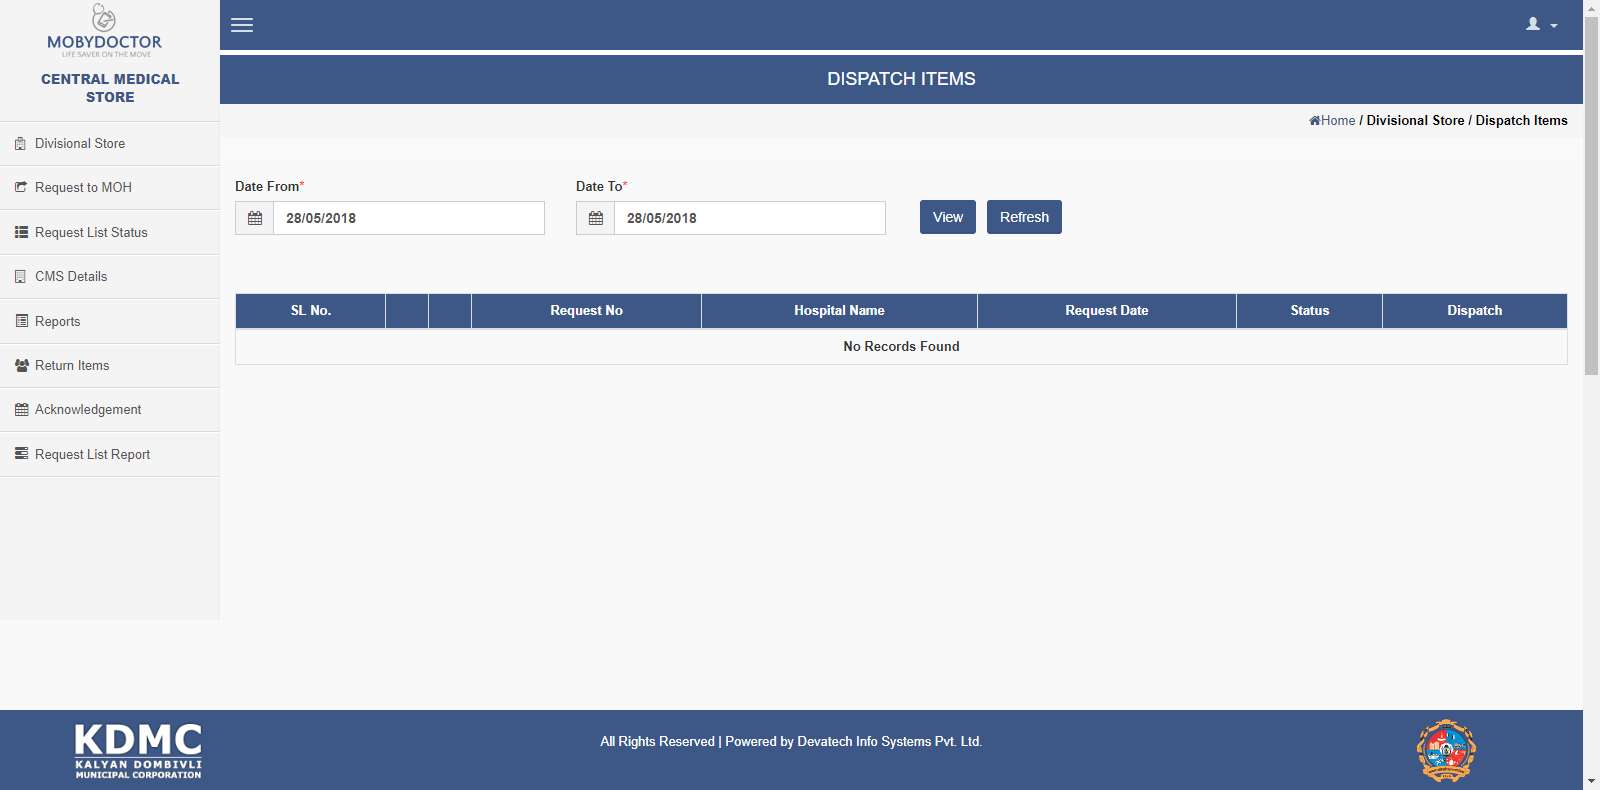 MOBYDOCTOR
LIFE SAVER ON THE MOVE
CENTRAL MEDICAL
STORE
Divisional Store
Request to MOH
Request List Status
CMS Details
Reports
Return Items
Acknowledgement
Request List Report
DISPATCH ITEMS
Home / Divisional Store / Dispatch Items
Date From*
Date To*
28/05/2018
28/05/2018
View
Refresh
SL No. Request No Hospital Name Request Date Status Dispatch
No Records Found
KDMC
KALYAN DOMBIVLI
MUNICIPAL CORPORATION
All Rights Reserved | Powered by Devatech Info Systems Pvt. Ltd.